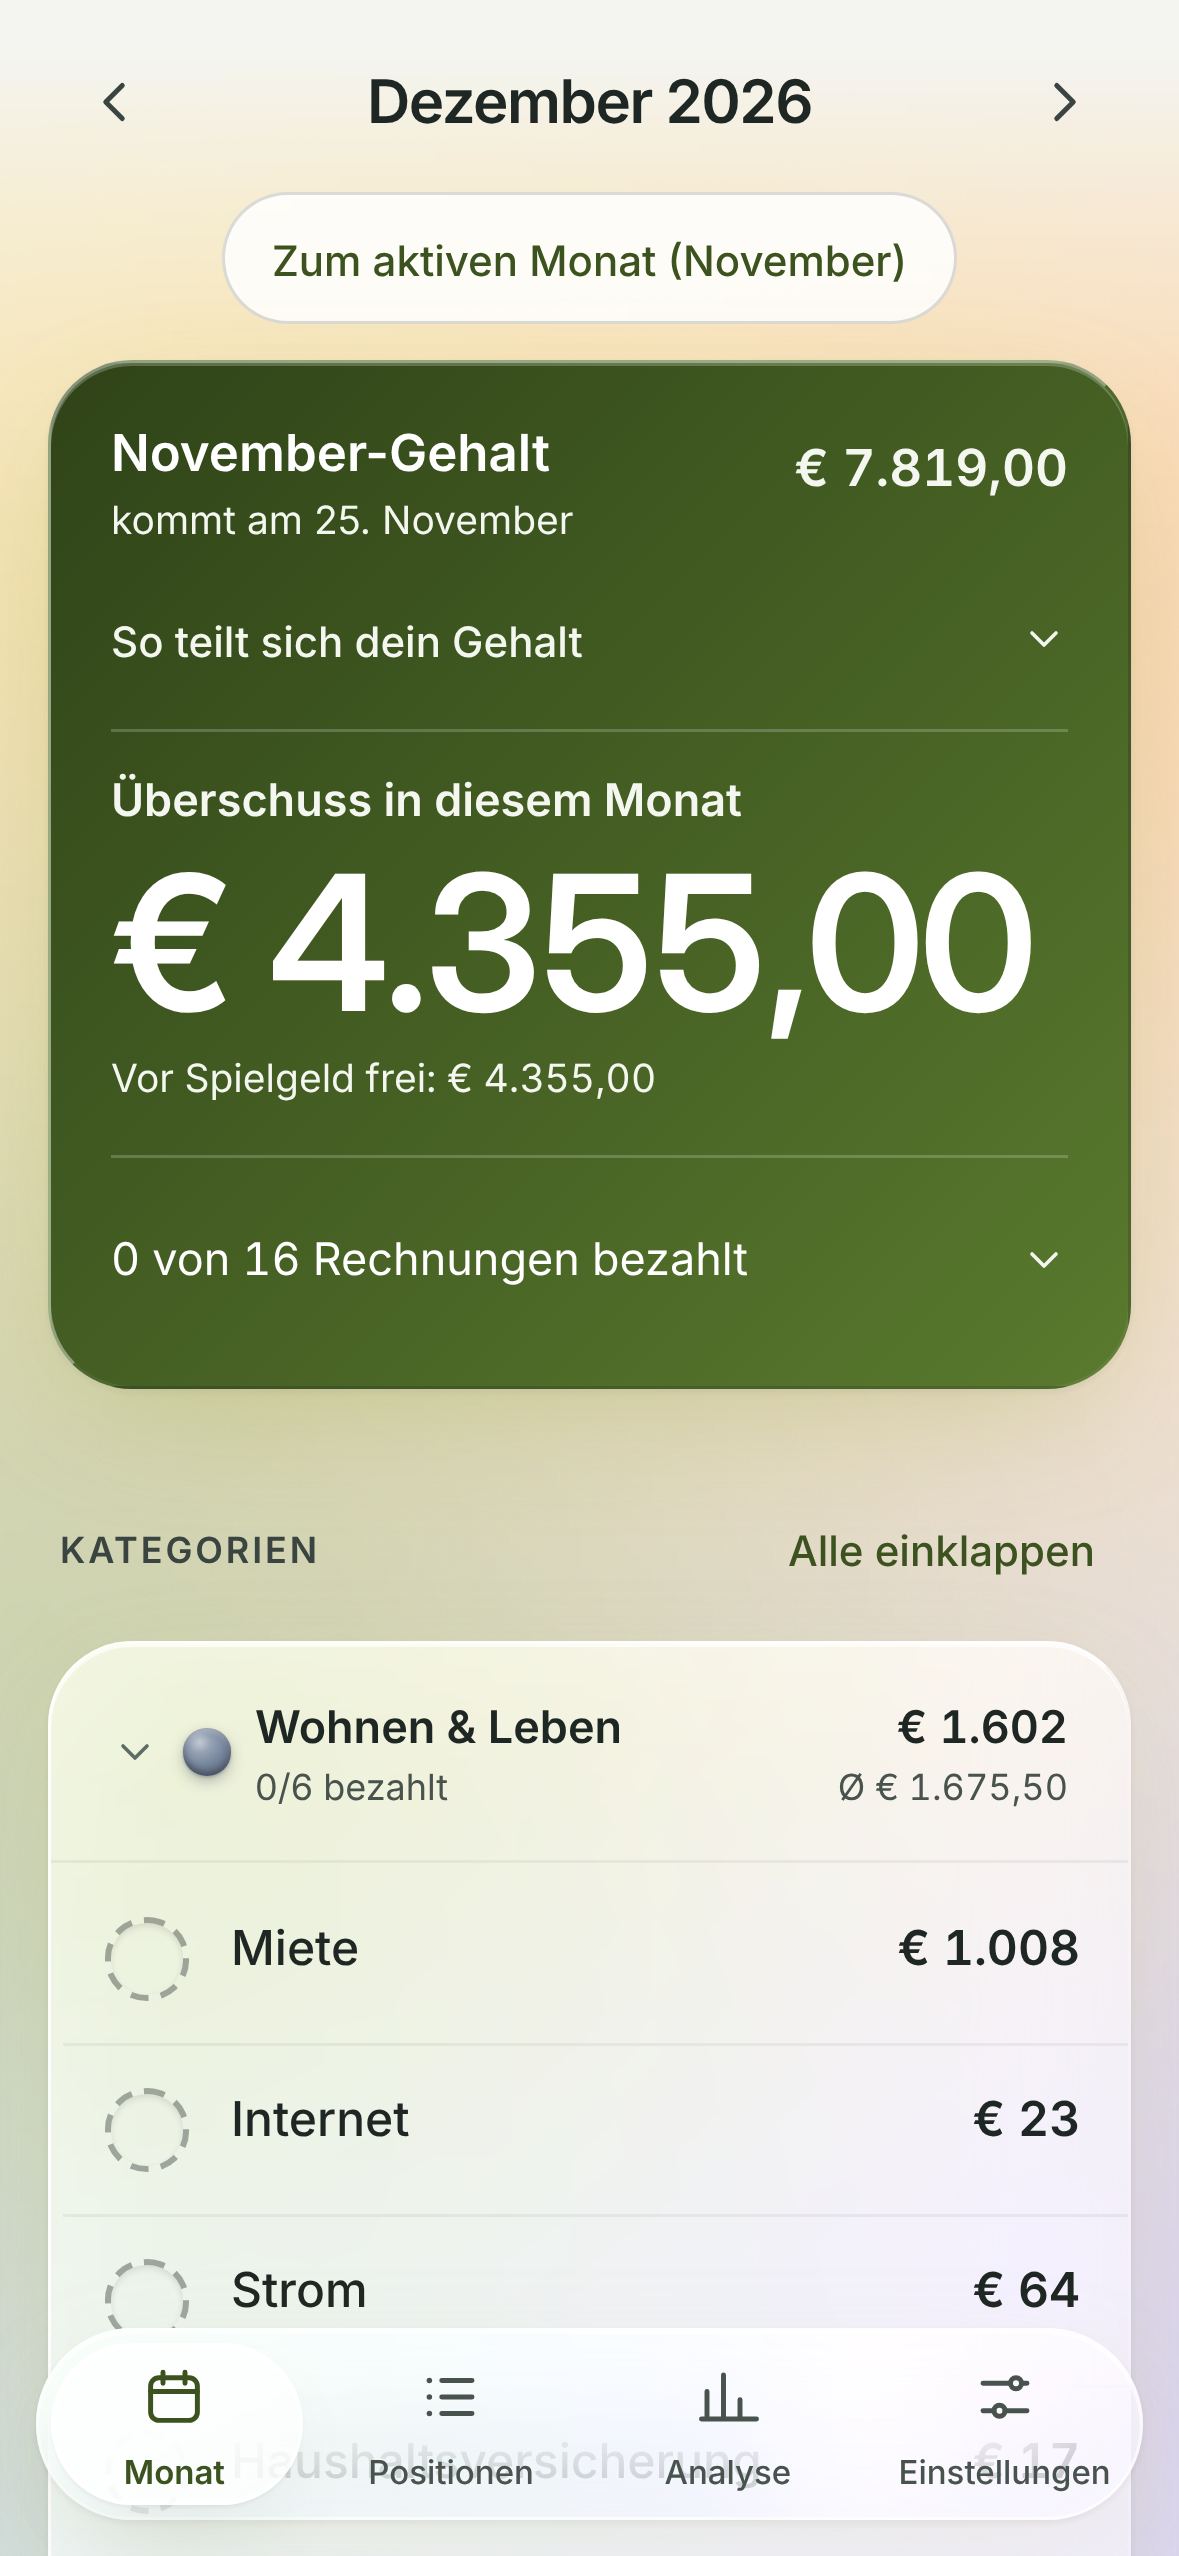 Dezember 2026
Zum aktiven Monat (November)
November-Gehalt
€ 7.819,00
kommt am 25. November
So teilt sich dein Gehalt
Überschuss in diesem Monat
€ 4.355,00
Vor Spielgeld frei: € 4.355,00
0 von 16 Rechnungen bezahlt
KATEGORIEN
Alle einklappen
Wohnen & Leben
€ 1.602
0/6 bezahlt
Ø € 1.675,50
Miete
€ 1.008
Internet
€ 23
Strom
€ 64
Haushaltsversicherung
€ 17
Monat
Positionen
Analyse
Einstellungen